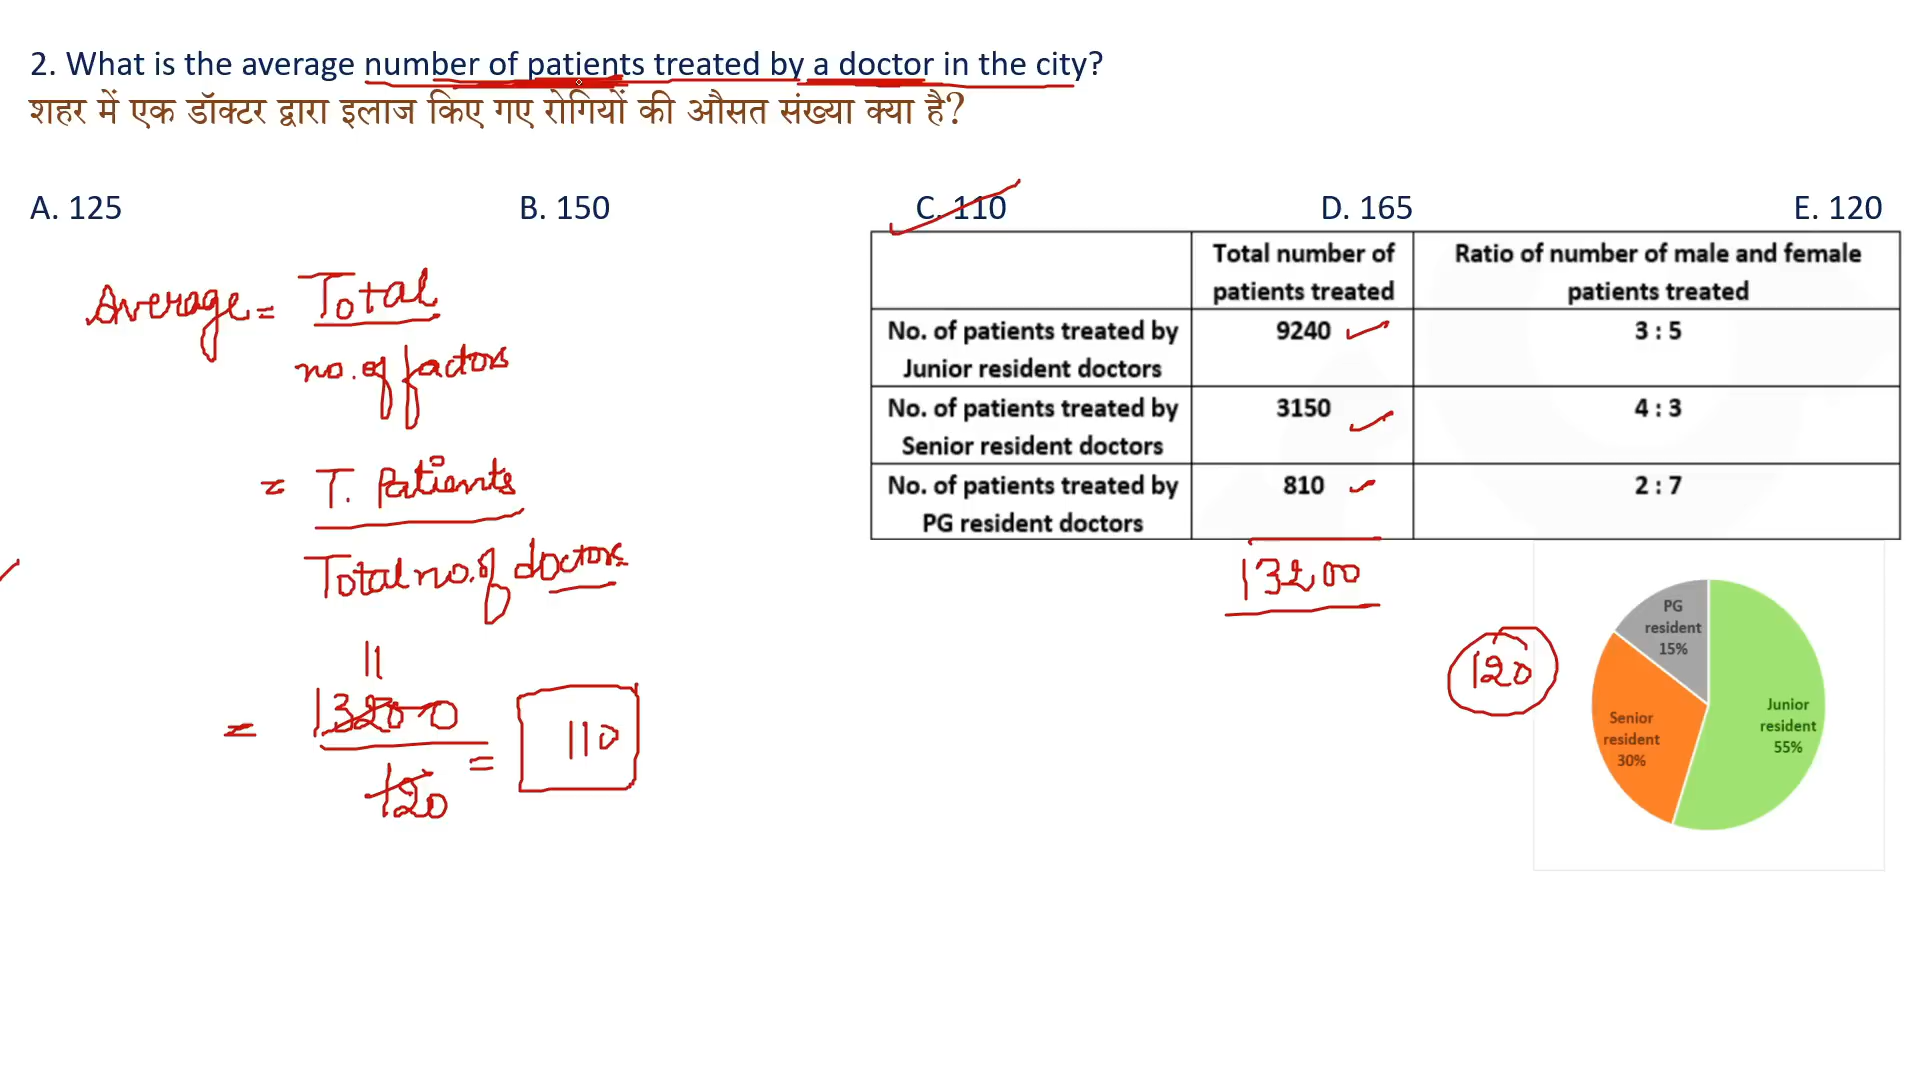 2. What is the average number of patients treated by a doctor in the city?
शहर में एक डॉक्टर द्वारा इलाज किए गए रोगियों की औसत संख्या क्या है?
A. 125 B. 150 C. 110 D. 165 E. 120
Average = Total
no. of factors
= T. Patients
Total no. of doctors
11
= 13200
120
= 110
Total number of
patients treated
Ratio of number of male and female
patients treated
No. of patients treated by
Junior resident doctors
9240
3 : 5
No. of patients treated by
Senior resident doctors
3150
4 : 3
No. of patients treated by
PG resident doctors
810
2 : 7
13200
120
PG
resident
15%
Senior
resident
30%
Junior
resident
55%